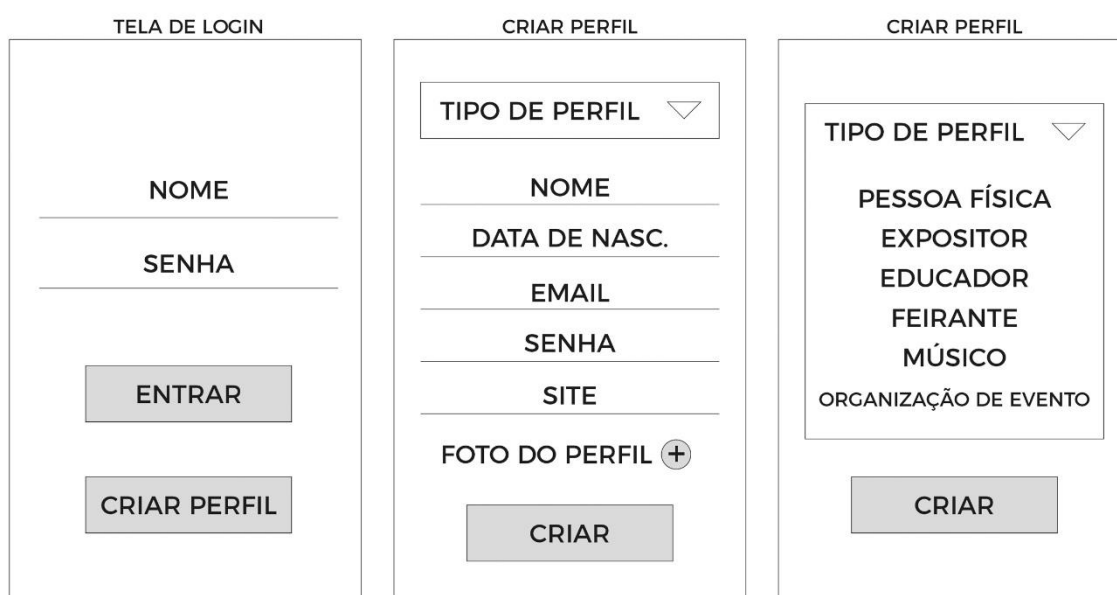 TELA DE LOGIN
NOME
SENHA
ENTRAR
CRIAR PERFIL
CRIAR PERFIL
TIPO DE PERFIL
NOME
DATA DE NASC.
EMAIL
SENHA
SITE
FOTO DO PERFIL +
CRIAR
CRIAR PERFIL
TIPO DE PERFIL
PESSOA FÍSICA
EXPOSITOR
EDUCADOR
FEIRANTE
MÚSICO
ORGANIZAÇÃO DE EVENTO
CRIAR